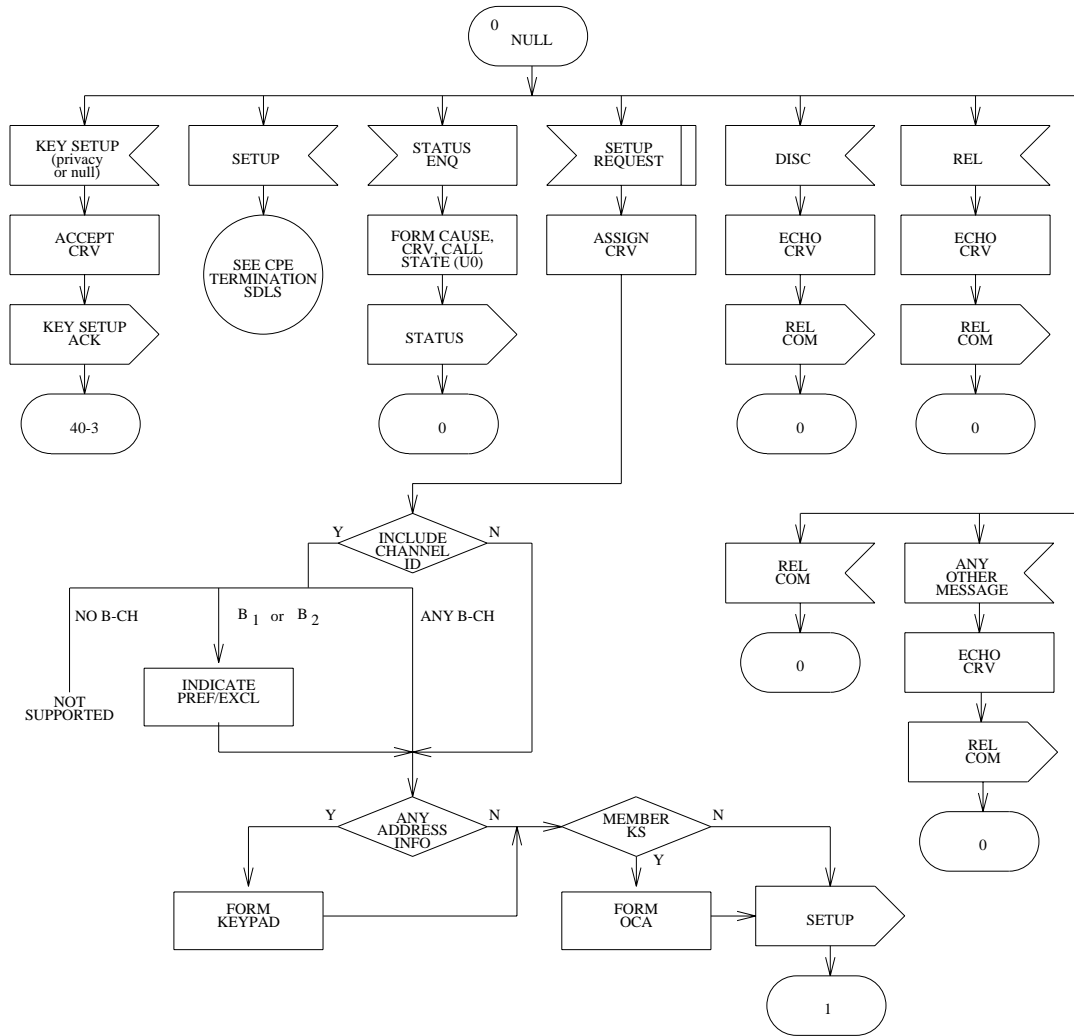 0
NULL
KEY SETUP
(privacy
or null)
SETUP
STATUS
ENQ
SETUP
REQUEST
DISC
REL
ACCEPT
CRV
SEE CPE
TERMINATION
SDLS
FORM CAUSE,
CRV, CALL
STATE (U0)
ASSIGN
CRV
ECHO
CRV
ECHO
CRV
KEY SETUP
ACK
STATUS
REL
COM
REL
COM
40-3
0
0
0
Y
INCLUDE
CHANNEL
ID
N
REL
COM
ANY
OTHER
MESSAGE
NO B-CH
B 1 or B 2
ANY B-CH
0
ECHO
CRV
NOT
SUPPORTED
INDICATE
PREF/EXCL
REL
COM
Y
ANY
ADDRESS
INFO
N
MEMBER
KS
N
Y
0
FORM
KEYPAD
FORM
OCA
SETUP
1